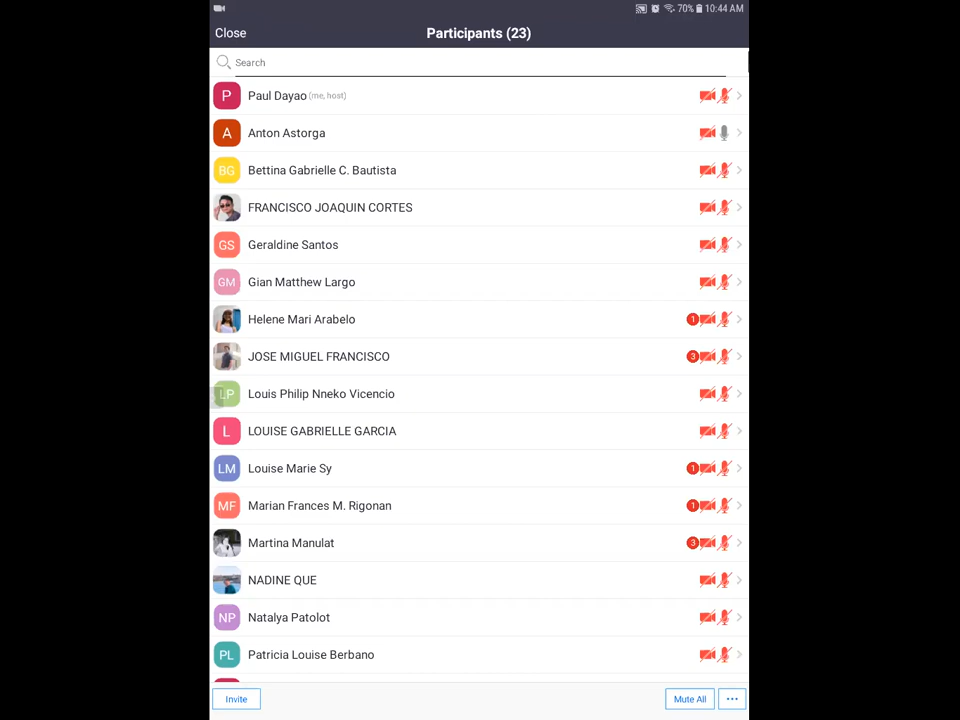 70% 10:44 AM
Close Participants (23)
Search
P Paul Dayao (me, host)
A Anton Astorga
BG Bettina Gabrielle C. Bautista
FRANCISCO JOAQUIN CORTES
GS Geraldine Santos
GM Gian Matthew Largo
Helene Mari Arabelo 1
JOSE MIGUEL FRANCISCO 3
LP Louis Philip Nneko Vicencio
L LOUISE GABRIELLE GARCIA
LM Louise Marie Sy 1
MF Marian Frances M. Rigonan 1
Martina Manulat 3
NADINE QUE
NP Natalya Patolot
PL Patricia Louise Berbano
Invite Mute All ...